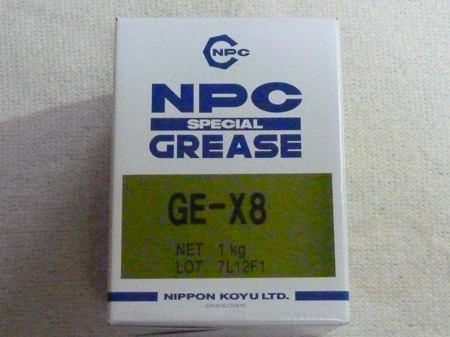 NPC
NPC
SPECIAL
GREASE
GE-X8
NET 1 kg
LOT 7L12F1
NIPPON KOYU LTD.